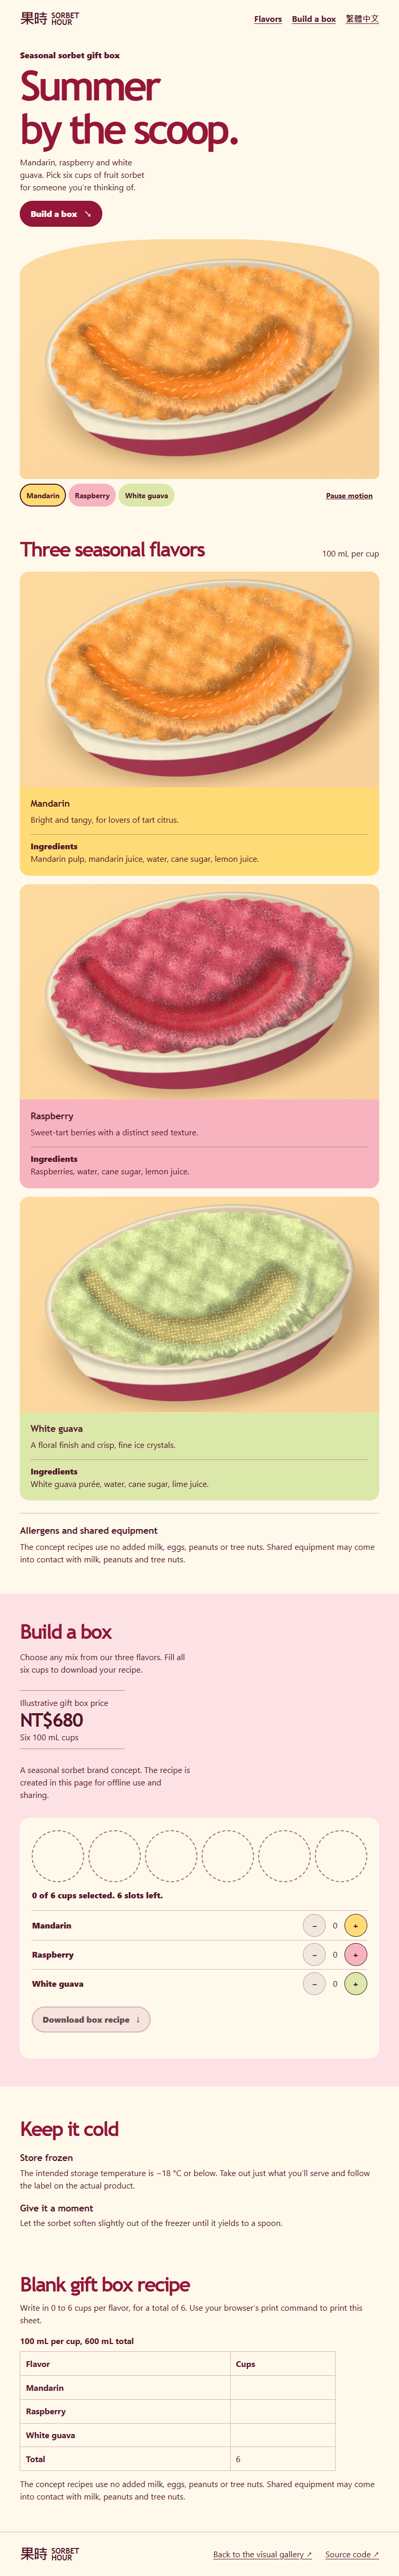 果時 SORBET HOUR
Flavors Build a box 繁體中文
Seasonal sorbet gift box
Summer
by the scoop.
Mandarin, raspberry and white
guava. Pick six cups of fruit sorbet
for someone you're thinking of.
Build a box ↘
Mandarin Raspberry White guava Pause motion
Three seasonal flavors 100 mL per cup
Mandarin
Bright and tangy, for lovers of tart citrus.
Ingredients
Mandarin pulp, mandarin juice, water, cane sugar, lemon juice.
Raspberry
Sweet-tart berries with a distinct seed texture.
Ingredients
Raspberries, water, cane sugar, lemon juice.
White guava
A floral finish and crisp, fine ice crystals.
Ingredients
White guava purée, water, cane sugar, lime juice.
Allergens and shared equipment
The concept recipes use no added milk, eggs, peanuts or tree nuts. Shared equipment may come
into contact with milk, peanuts and tree nuts.
Build a box
Choose any mix from our three flavors. Fill all
six cups to download your recipe.
Illustrative gift box price
NT$680
Six 100 mL cups
A seasonal sorbet brand concept. The recipe is
created in this page for offline use and
sharing.
0 of 6 cups selected. 6 slots left.
Mandarin − 0 +
Raspberry − 0 +
White guava − 0 +
Download box recipe ↓
Keep it cold
Store frozen
The intended storage temperature is −18 °C or below. Take out just what you'll serve and follow
the label on the actual product.
Give it a moment
Let the sorbet soften slightly out of the freezer until it yields to a spoon.
Blank gift box recipe
Write in 0 to 6 cups per flavor, for a total of 6. Use your browser's print command to print this
sheet.
100 mL per cup, 600 mL total
Flavor Cups
Mandarin
Raspberry
White guava
Total 6
The concept recipes use no added milk, eggs, peanuts or tree nuts. Shared equipment may come
into contact with milk, peanuts and tree nuts.
果時 SORBET HOUR
Back to the visual gallery ↗ Source code ↗